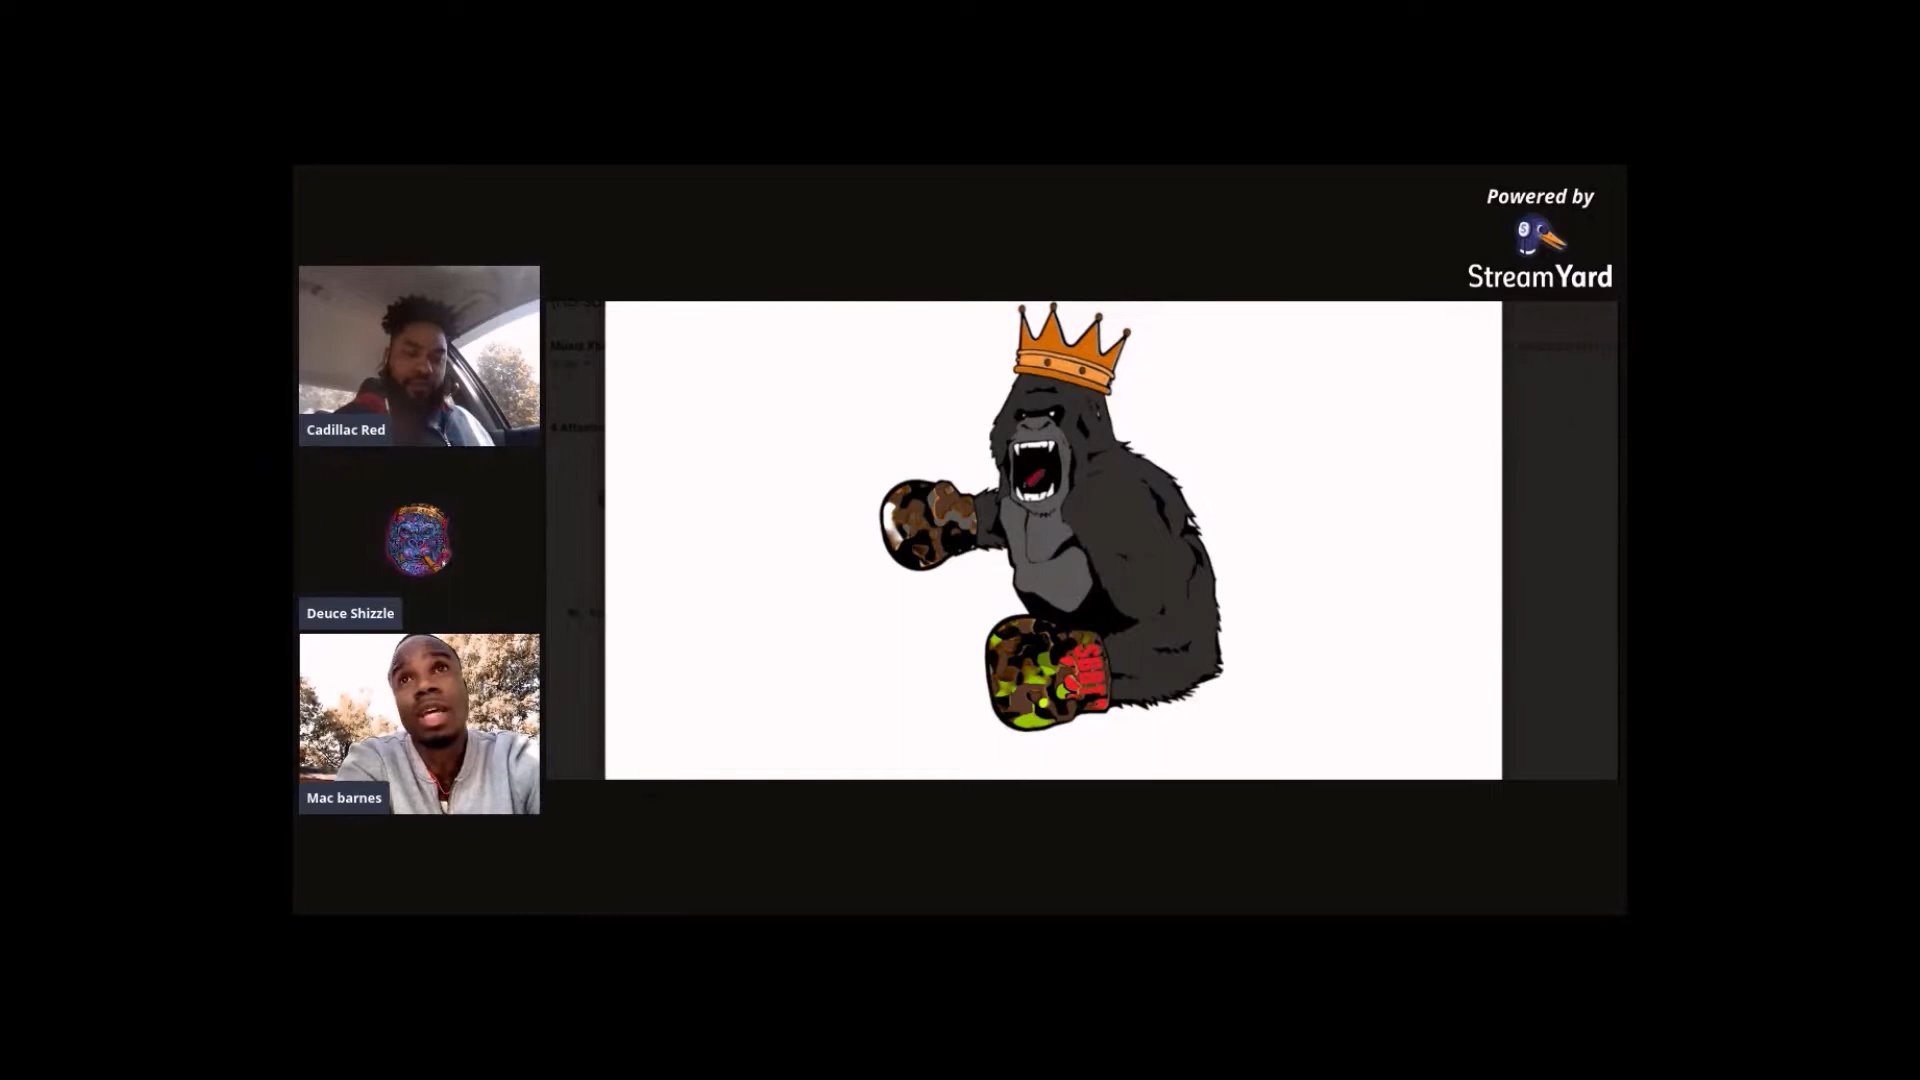 Powered by
StreamYard
Cadillac Red
Deuce Shizzle
Mac barnes